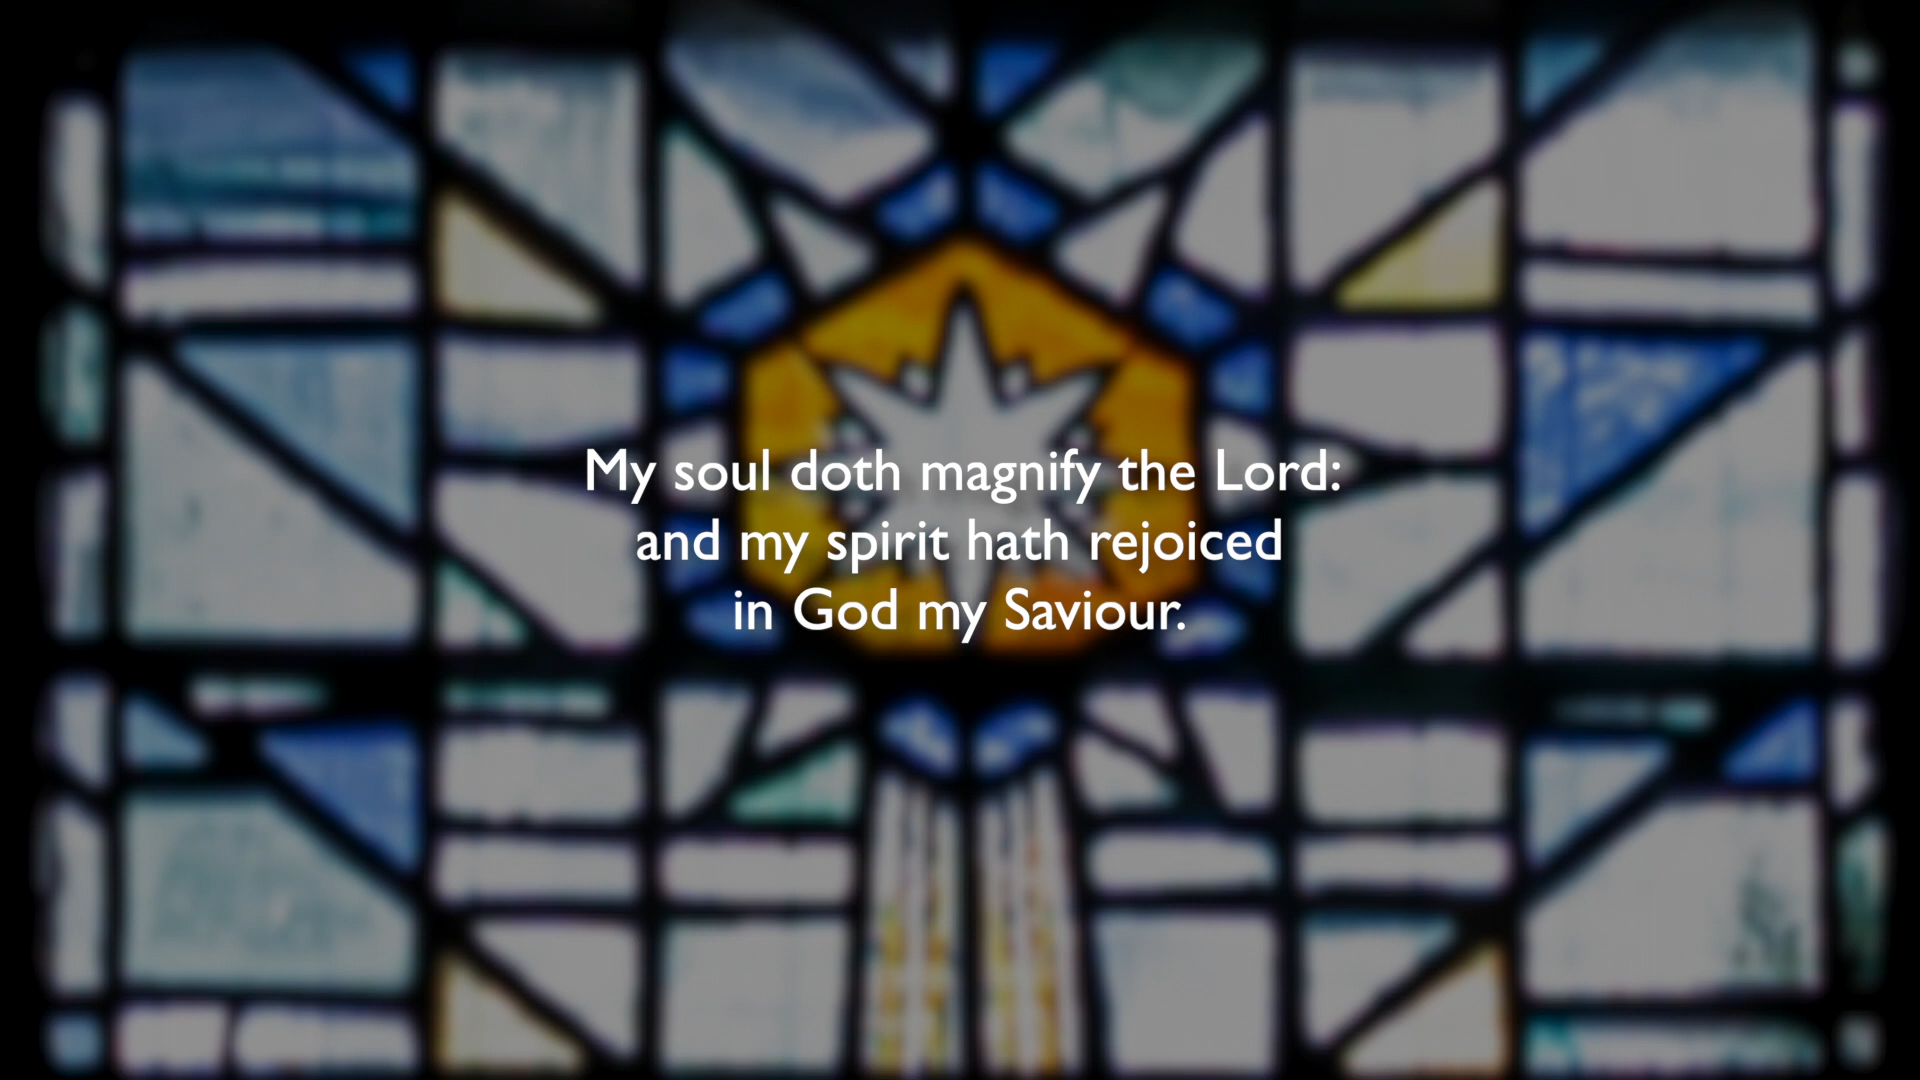 My soul doth magnify the Lord:
and my spirit hath rejoiced
in God my Saviour.